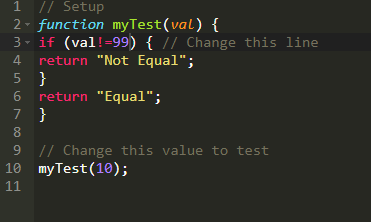 1 // Setup
2 function myTest(val) {
3 if (val!=99) { // Change this line
4 return "Not Equal";
5 }
6 return "Equal";
7 }
8
9 // Change this value to test
10 myTest(10);
11